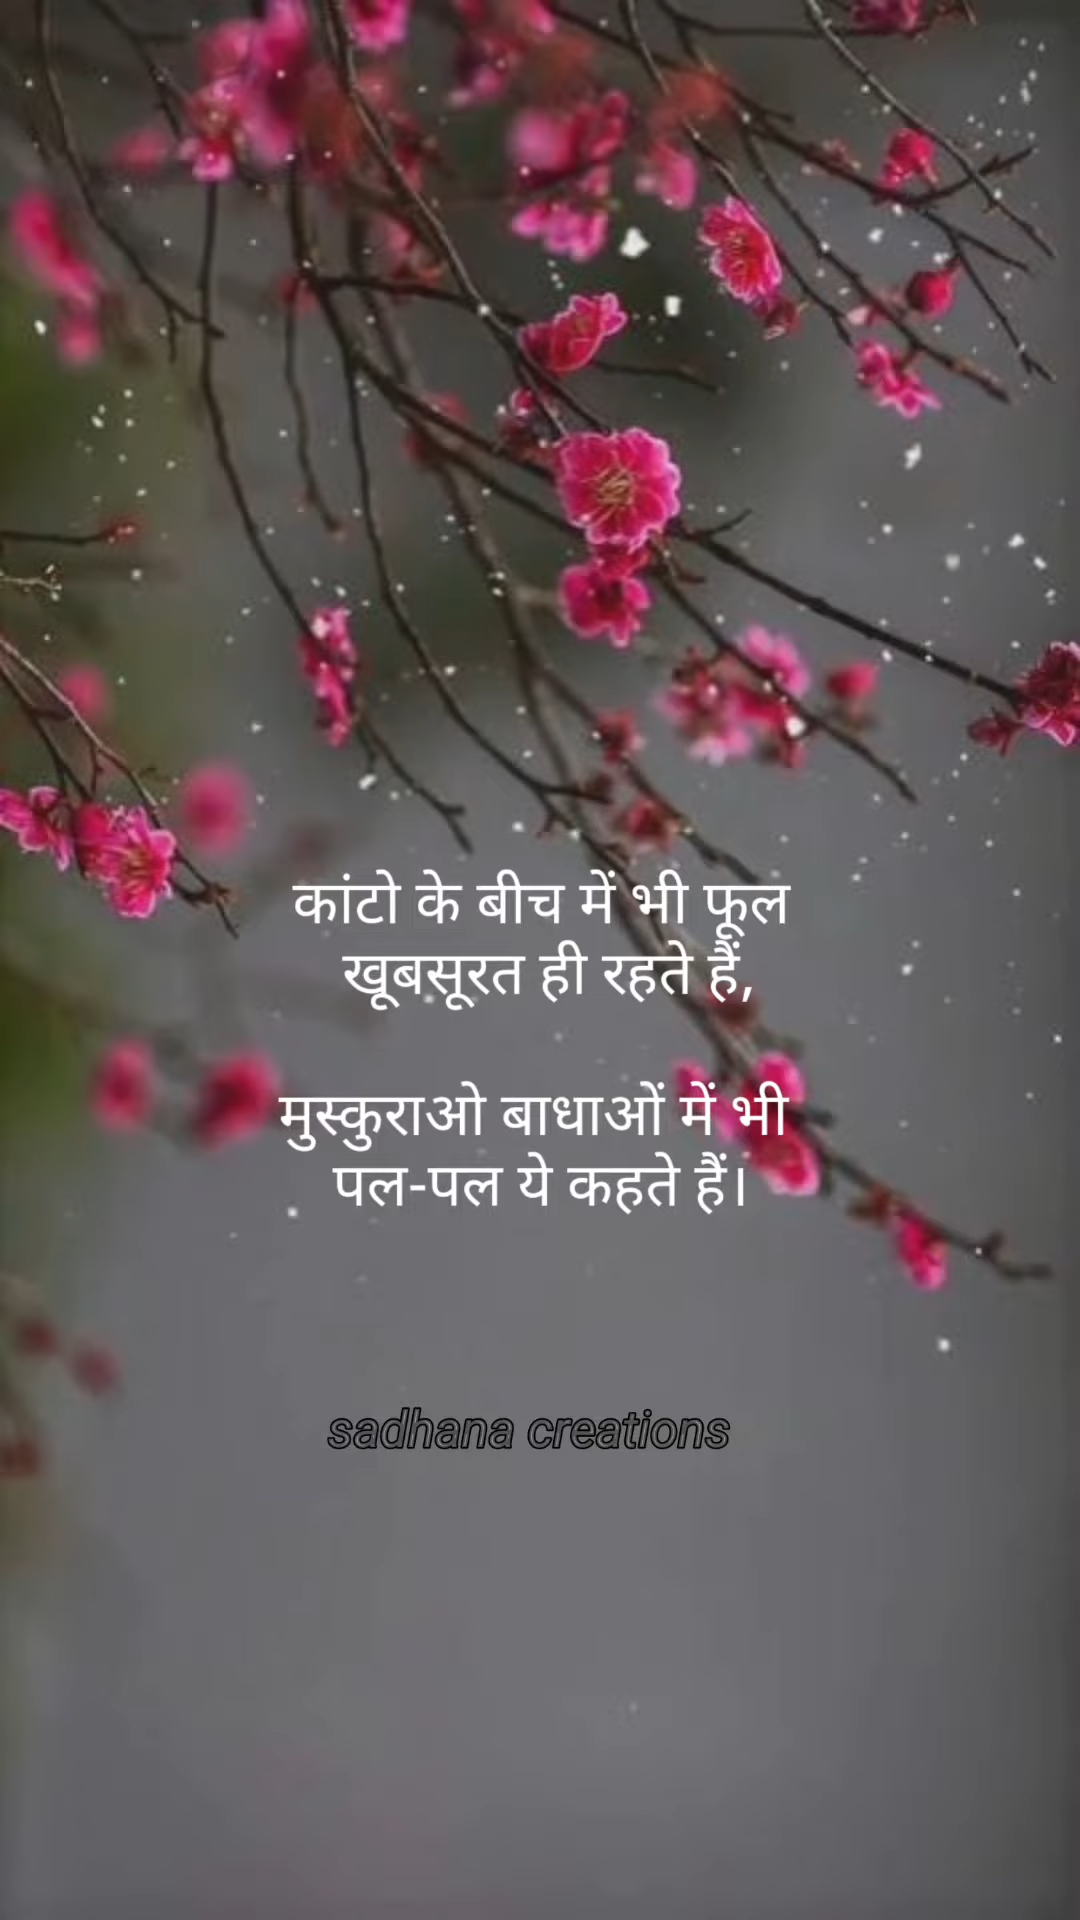 कांटो के बीच में भी फूल
खूबसूरत ही रहते हैं,
मुस्कुराओ बाधाओं में भी
पल-पल ये कहते हैं।
sadhana creations